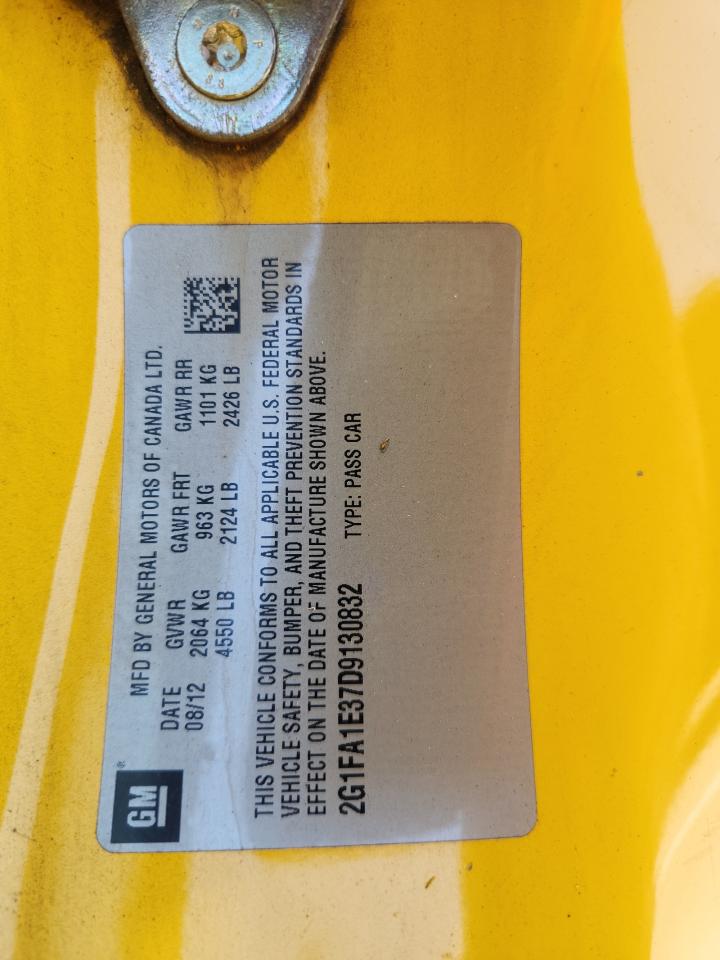 GM®
MFD BY GENERAL MOTORS OF CANADA LTD.
DATE GVWR GAWR FRT GAWR RR
08/12 2064 KG 963 KG 1101 KG
4550 LB 2124 LB 2426 LB
THIS VEHICLE CONFORMS TO ALL APPLICABLE U.S. FEDERAL MOTOR
VEHICLE SAFETY, BUMPER, AND THEFT PREVENTION STANDARDS IN
EFFECT ON THE DATE OF MANUFACTURE SHOWN ABOVE.
2G1FA1E37D9130832 TYPE: PASS CAR